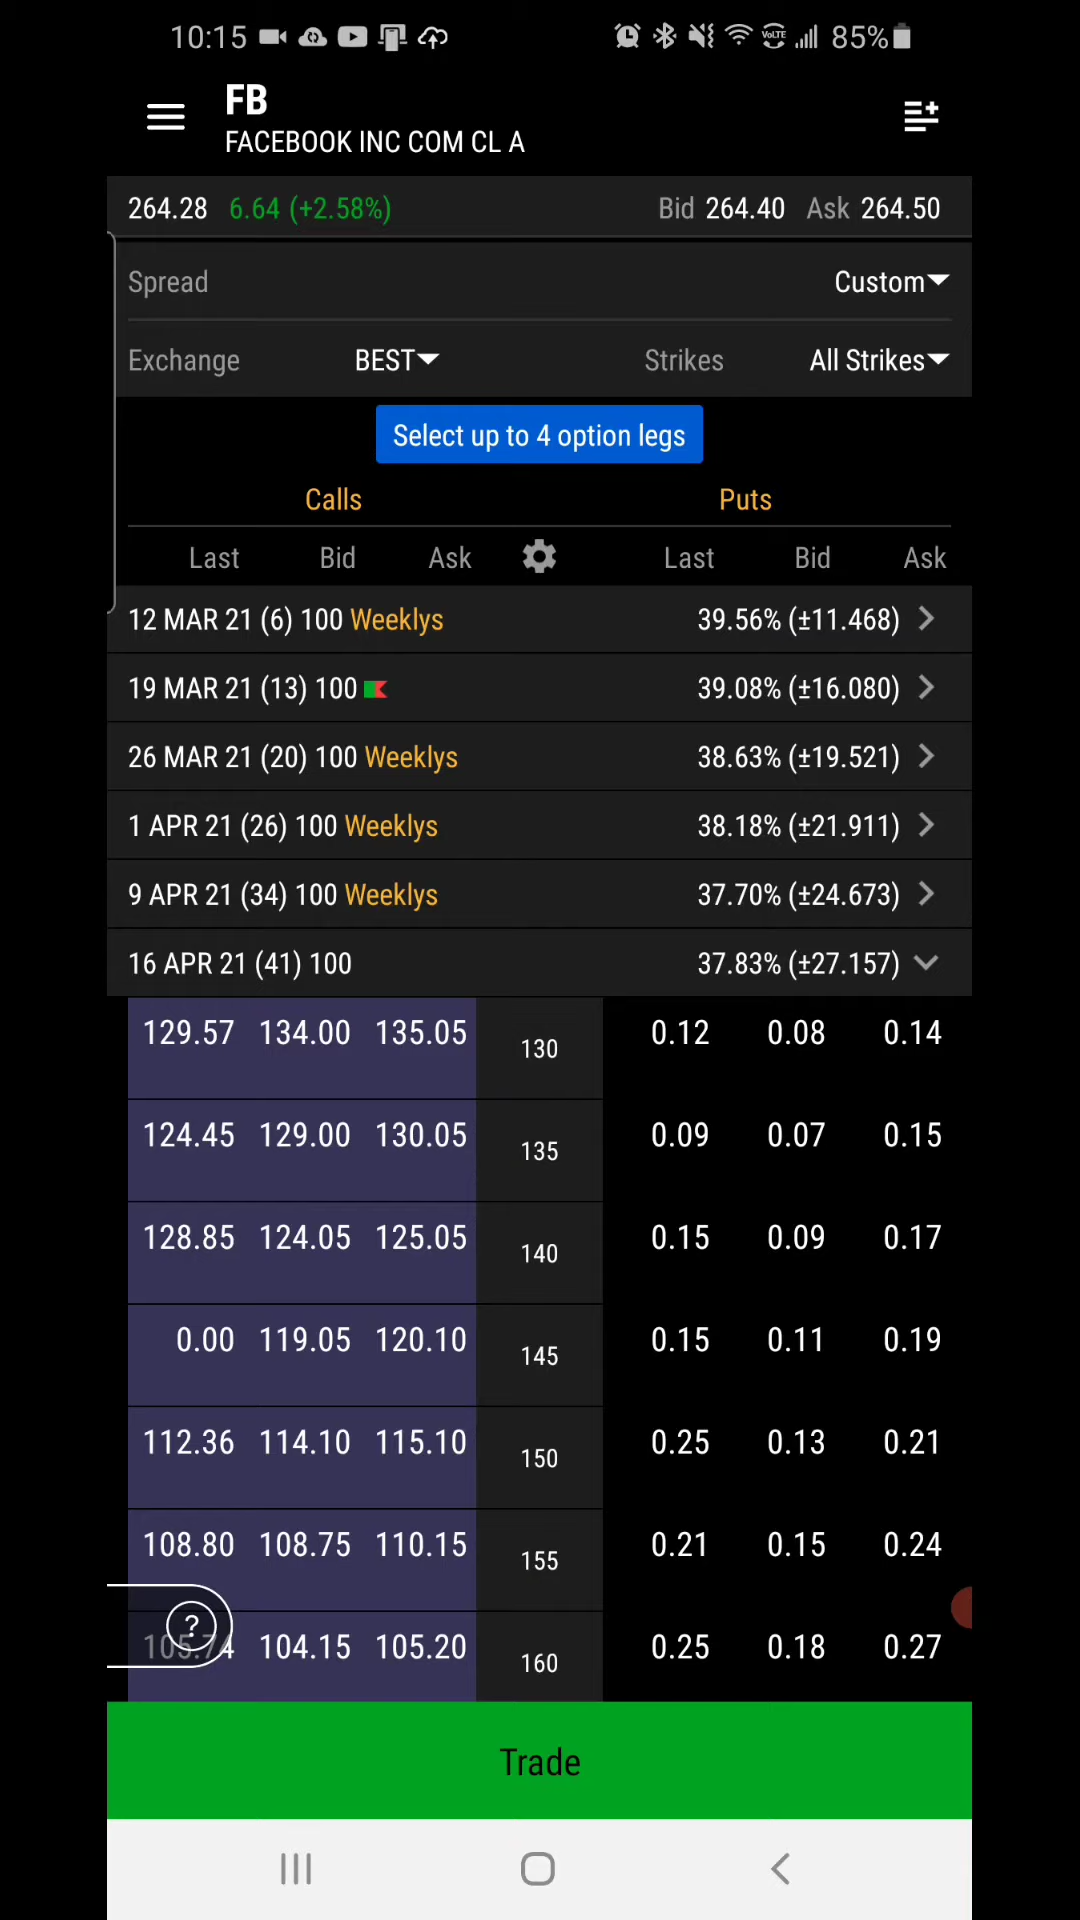 10:15 VoLTE 85%
FB
FACEBOOK INC COM CL A
264.28 6.64 (+2.58%) Bid 264.40 Ask 264.50
Spread Custom
Exchange BEST Strikes All Strikes
Select up to 4 option legs
Calls Puts
Last Bid Ask Last Bid Ask
12 MAR 21 (6) 100 Weeklys 39.56% (±11.468)
19 MAR 21 (13) 100 39.08% (±16.080)
26 MAR 21 (20) 100 Weeklys 38.63% (±19.521)
1 APR 21 (26) 100 Weeklys 38.18% (±21.911)
9 APR 21 (34) 100 Weeklys 37.70% (±24.673)
16 APR 21 (41) 100 37.83% (±27.157)
129.57 134.00 135.05 130 0.12 0.08 0.14
124.45 129.00 130.05 135 0.09 0.07 0.15
128.85 124.05 125.05 140 0.15 0.09 0.17
0.00 119.05 120.10 145 0.15 0.11 0.19
112.36 114.10 115.10 150 0.25 0.13 0.21
108.80 108.75 110.15 155 0.21 0.15 0.24
?
105.74 104.15 105.20 160 0.25 0.18 0.27
Trade